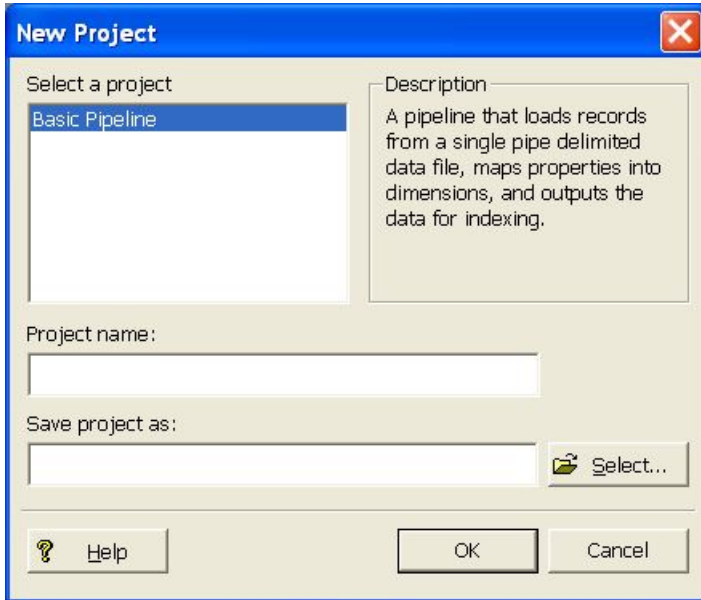 New Project
Select a project
Basic Pipeline
Description
A pipeline that loads records
from a single pipe delimited
data file, maps properties into
dimensions, and outputs the
data for indexing.
Project name:
Save project as:
Select...
? Help
OK
Cancel